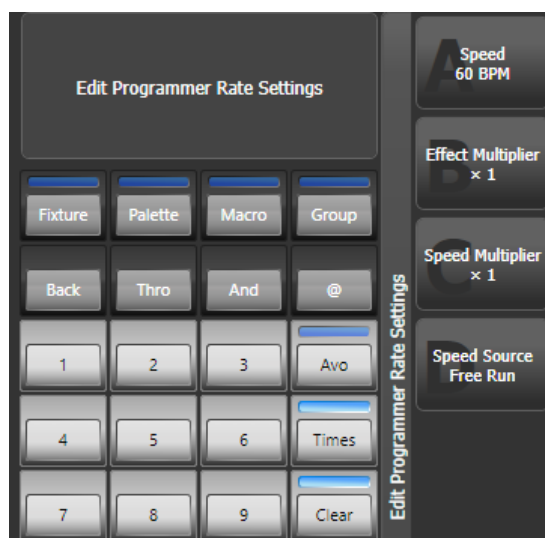 Edit Programmer Rate Settings
Fixture Palette Macro Group
Back Thro And @
1 2 3 Avo
4 5 6 Times
7 8 9 Clear
Edit Programmer Rate Settings
A
Speed
60 BPM
B
Effect Multiplier
× 1
C
Speed Multiplier
× 1
D
Speed Source
Free Run